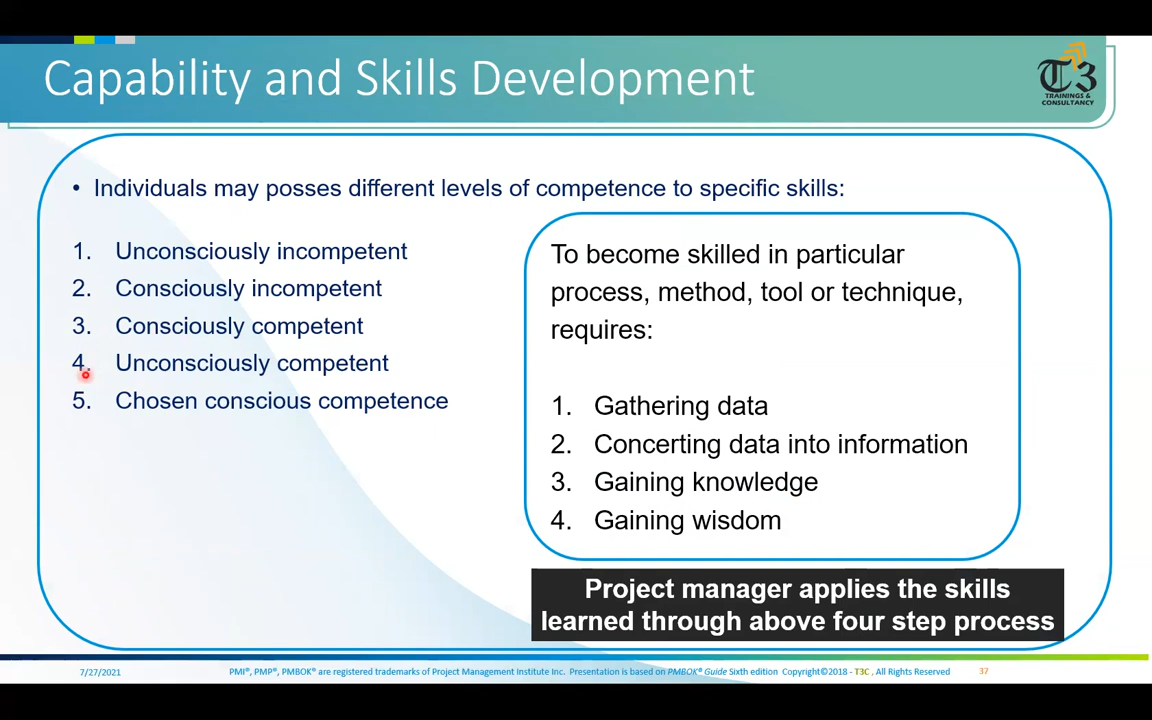 Capability and Skills Development
T3
TRAININGS &
CONSULTANCY
• Individuals may posses different levels of competence to specific skills:
1. Unconsciously incompetent
2. Consciously incompetent
3. Consciously competent
4. Unconsciously competent
5. Chosen conscious competence
To become skilled in particular
process, method, tool or technique,
requires:
1. Gathering data
2. Concerting data into information
3. Gaining knowledge
4. Gaining wisdom
Project manager applies the skills
learned through above four step process
7/27/2021
PMI®, PMP®, PMBOK® are registered trademarks of Project Management Institute Inc. Presentation is based on PMBOK® Guide Sixth edition Copyright©2018 - T3C , All Rights Reserved
37